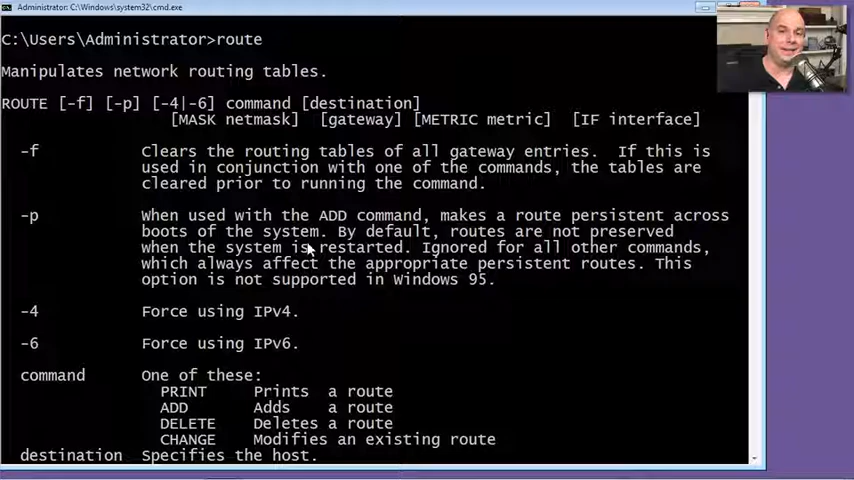 Administrator: C:\Windows\system32\cmd.exe
C:\Users\Administrator>route
Manipulates network routing tables.
ROUTE [-f] [-p] [-4|-6] command [destination]
[MASK netmask] [gateway] [METRIC metric] [IF interface]
-f Clears the routing tables of all gateway entries. If this is
used in conjunction with one of the commands, the tables are
cleared prior to running the command.
-p When used with the ADD command, makes a route persistent across
boots of the system. By default, routes are not preserved
when the system is restarted. Ignored for all other commands,
which always affect the appropriate persistent routes. This
option is not supported in Windows 95.
-4 Force using IPv4.
-6 Force using IPv6.
command One of these:
PRINT Prints a route
ADD Adds a route
DELETE Deletes a route
CHANGE Modifies an existing route
destination Specifies the host.